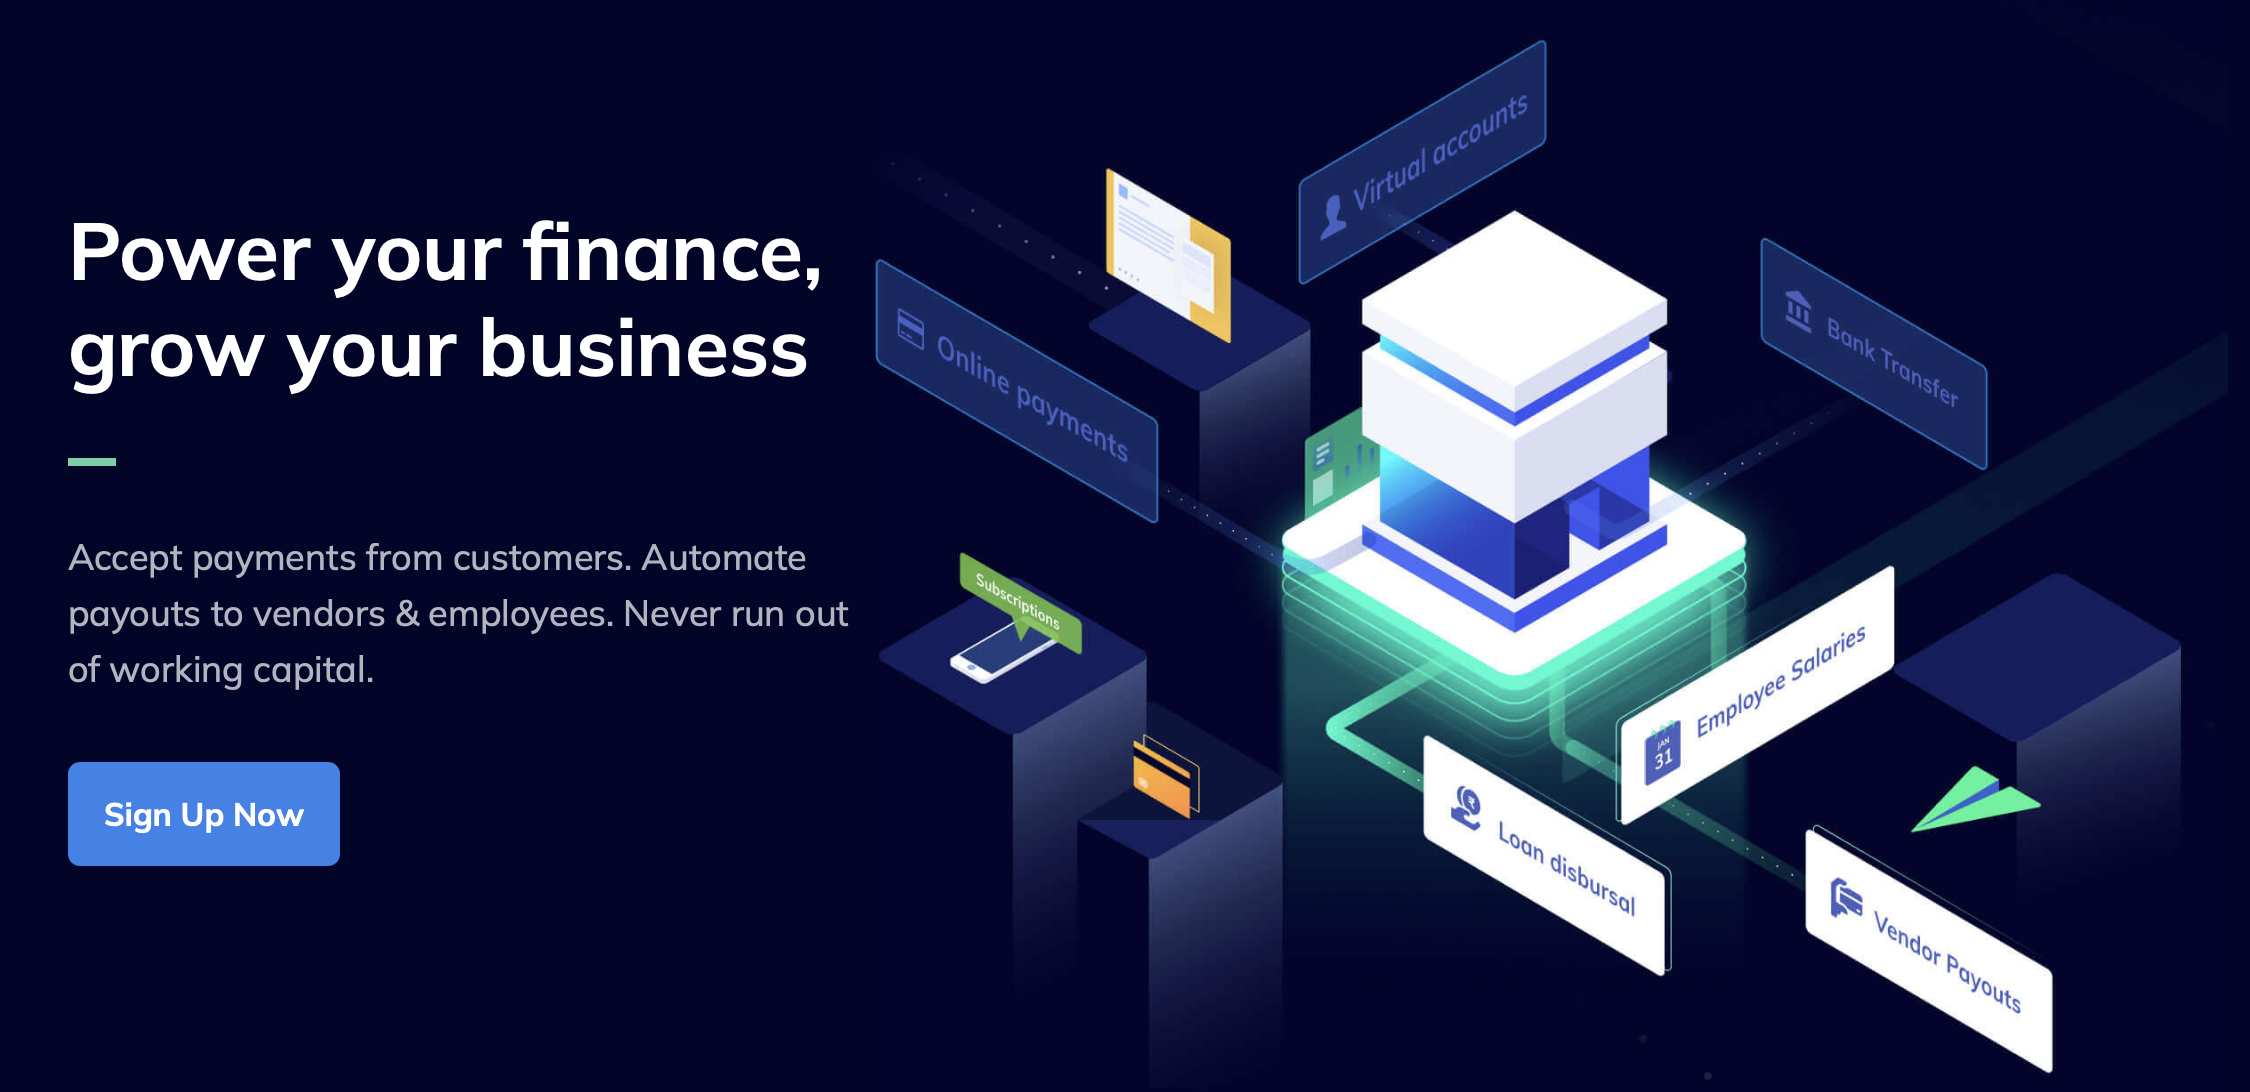 Power your finance,
grow your business
Accept payments from customers. Automate
payouts to vendors & employees. Never run out
of working capital.
Sign Up Now
Virtual accounts
Bank Transfer
Online payments
Subscriptions
Employee Salaries
JAN
31
₹
Loan disbursal
Vendor Payouts